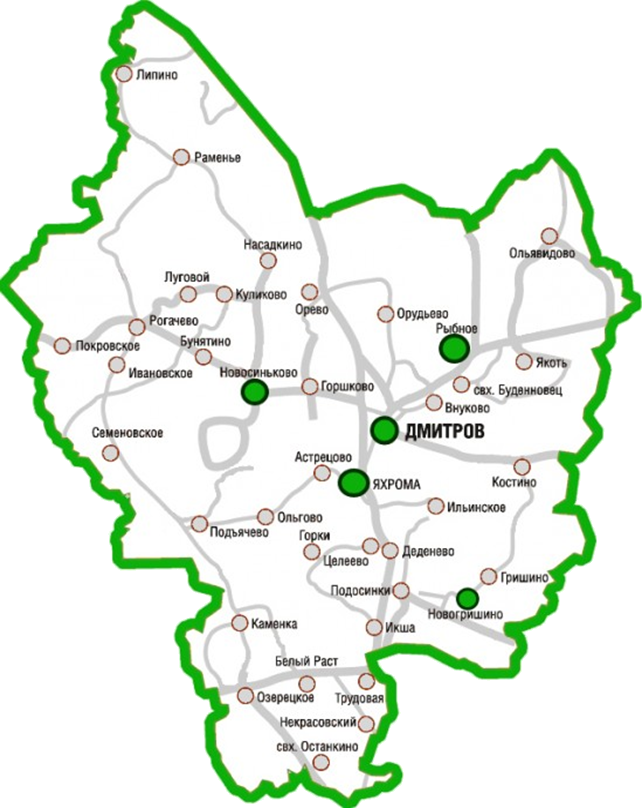 Липино
Раменье
Насадкино
Ольявидово
Луговой
Куликово
Орево
Орудьево
Рогачево
Рыбное
Покровское
Бунятино
Ивановское
Якоть
Новосиньково
Горшково
свх. Буденновец
Внуково
ДМИТРОВ
Семеновское
Астрецово
ЯХРОМА
Костино
Ильинское
Ольгово
Подъячево
Горки
Целеево
Деденево
Гришино
Подосинки
Новогришино
Каменка
Икша
Белый Раст
Озерецкое
Трудовая
Некрасовский
свх. Останкино